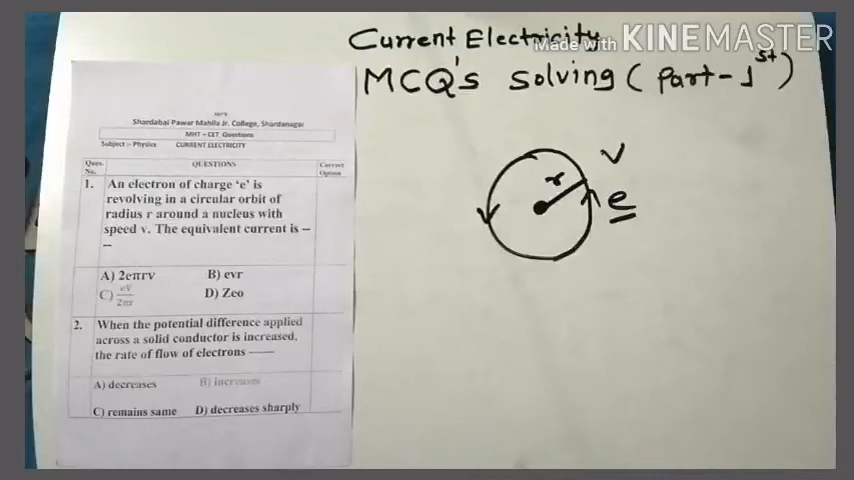 Current Electricity
Made with KINEMASTER
MCQ's solving (Part-1st)
Shardabai Pawar Mahila Jr. College, Shardanagar
MHT – CET Questions
Subject :- Physics CURRENT ELECTRICITY
Ques. No. QUESTIONS Correct Option
1. An electron of charge 'e' is
revolving in a circular orbit of
radius r around a nucleus with
speed v. The equivalent current is –
–
A) 2eπrv B) evr
C) eV/2πr D) Zeo
2. When the potential difference applied
across a solid conductor is increased,
the rate of flow of electrons ——
A) decreases B) increases
C) remains same D) decreases sharply
V
r
e